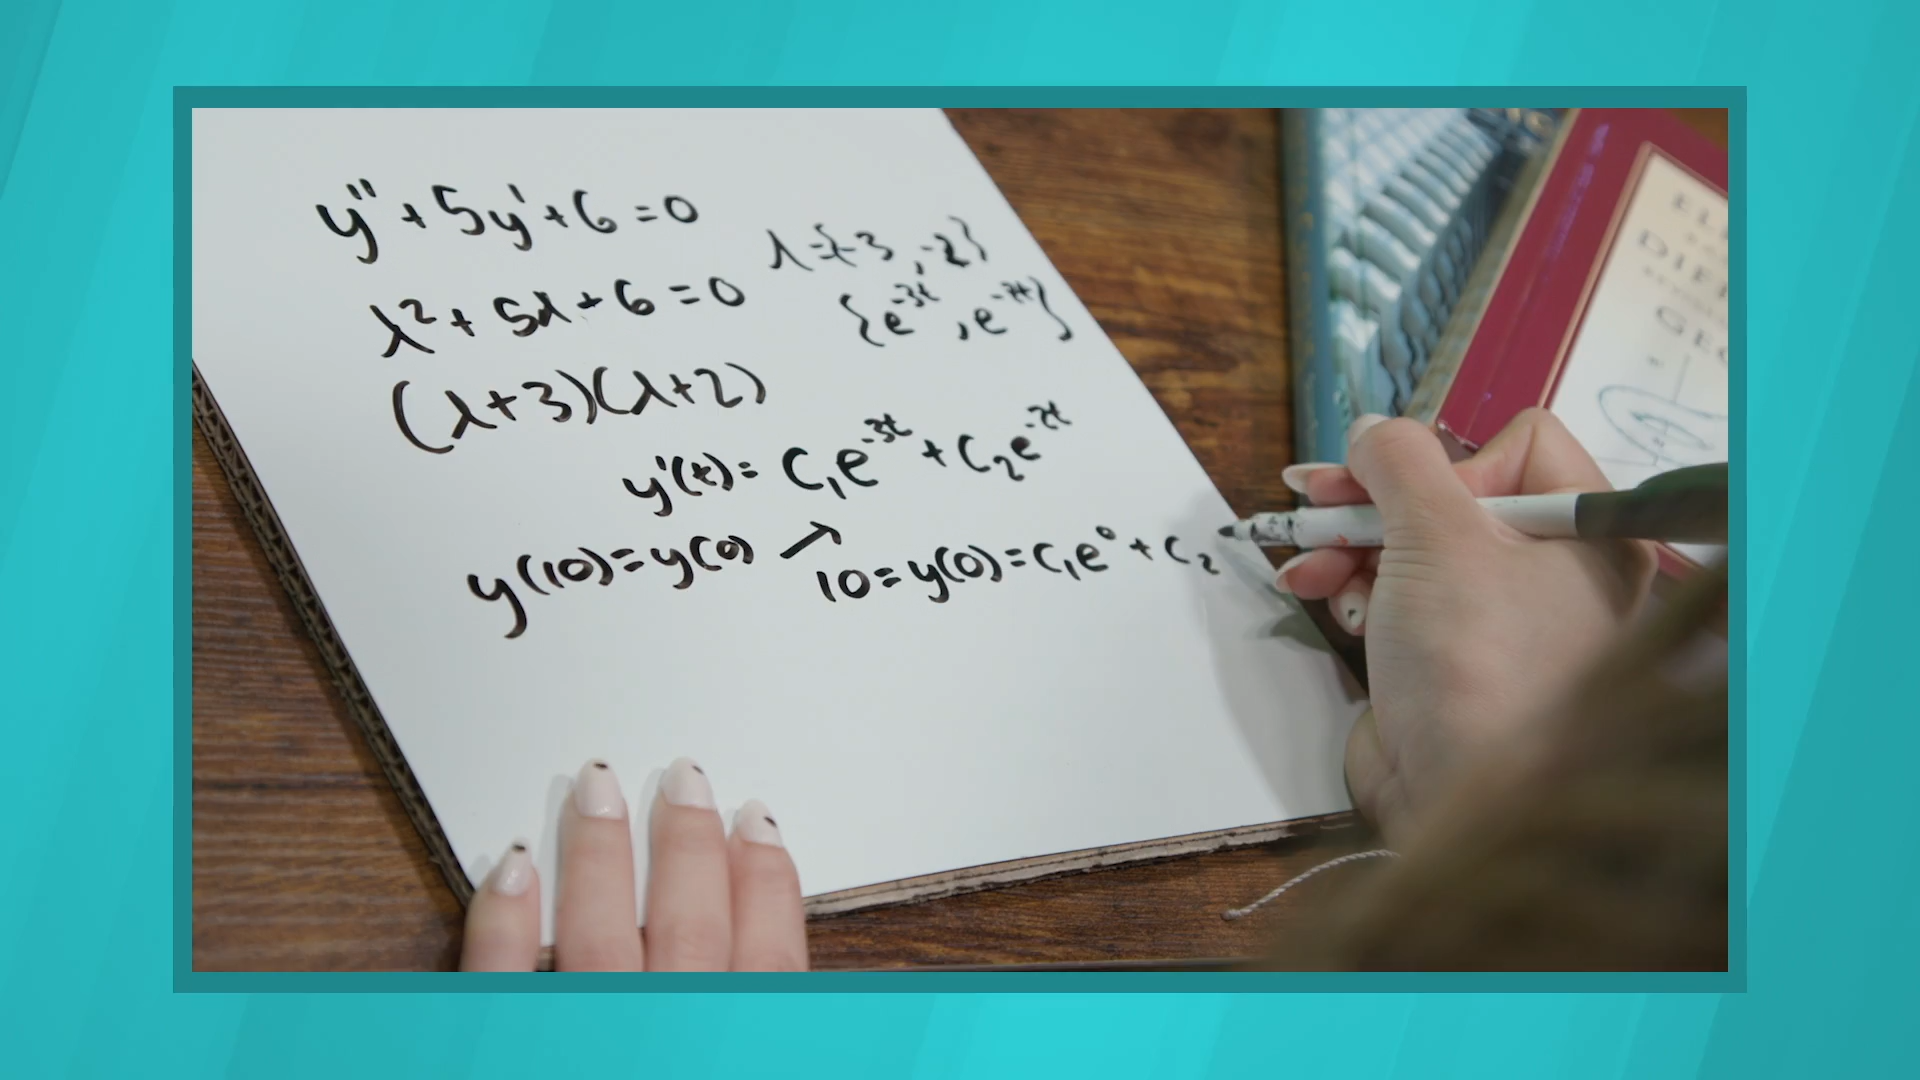 y'' + 5y' + 6 = 0
λ² + 5λ + 6 = 0
λ = {-3, -2}
{e^-3t, e^-2t}
(λ+3)(λ+2)
y'(t) = C₁e^-3t + C₂e^-2t
y(10) = y(0) ↗
10 = y(0) = C₁e⁰ + C₂